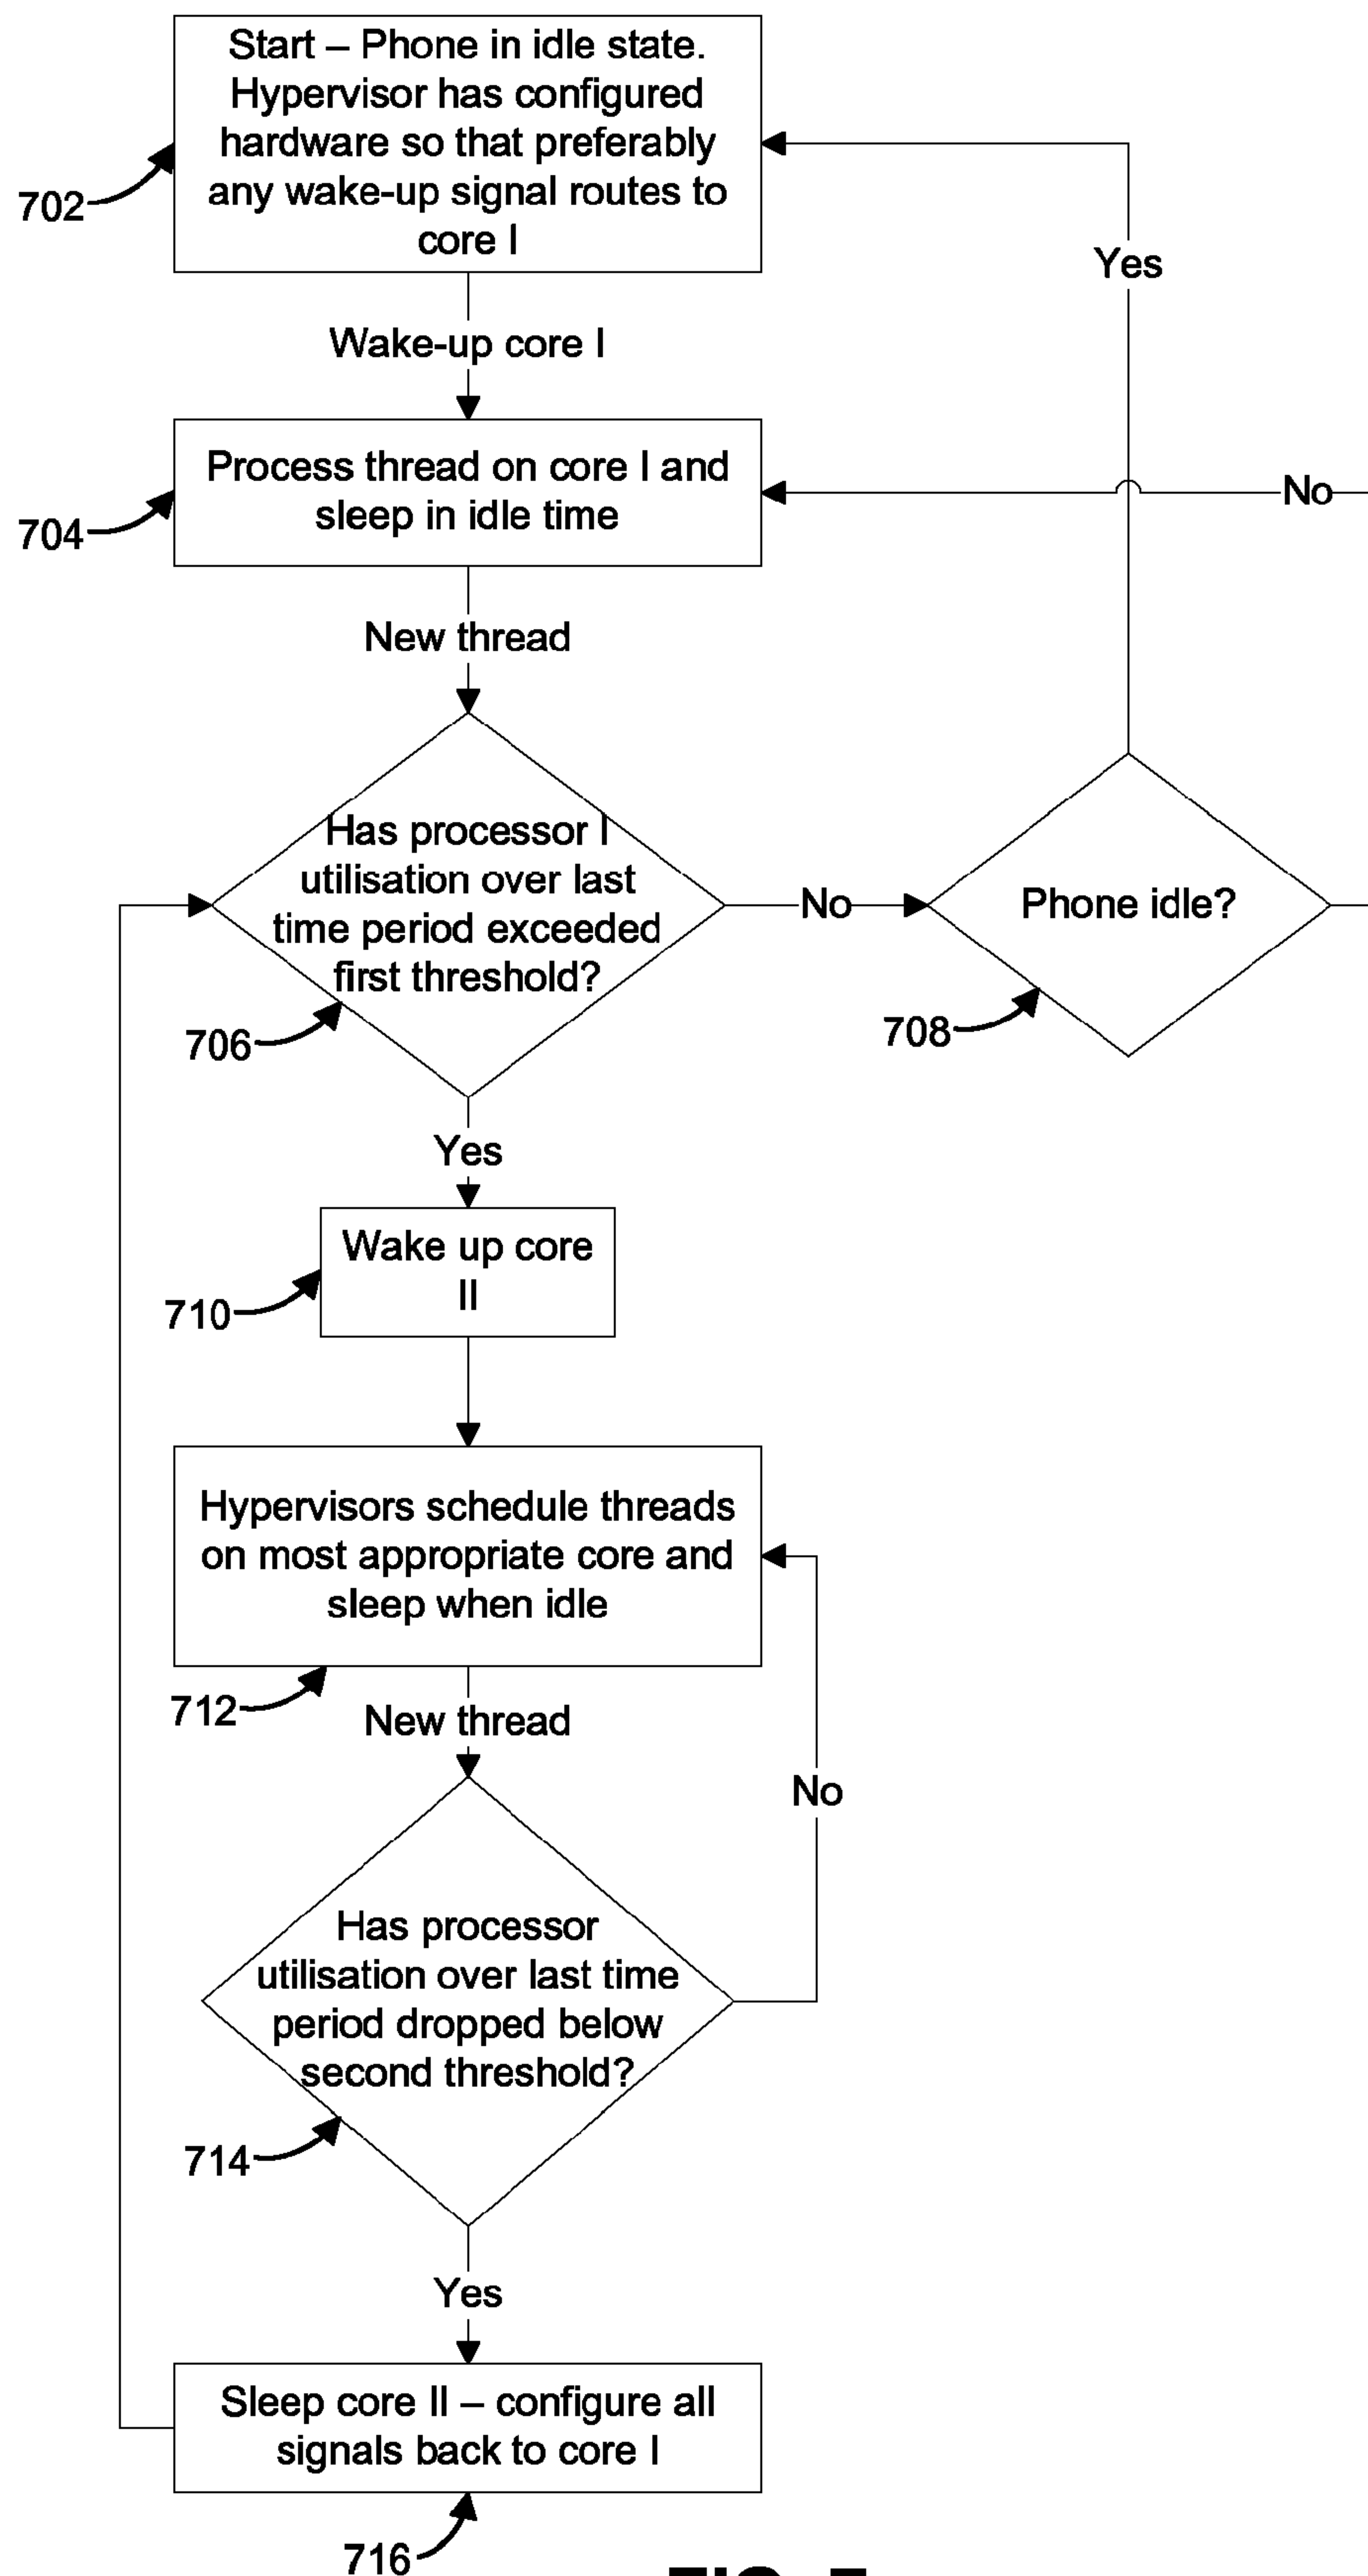 Start – Phone in idle state.
Hypervisor has configured
hardware so that preferably
any wake-up signal routes to
core I
702
Yes
Wake-up core I
Process thread on core I and
sleep in idle time
No
704
New thread
Has processor I
utilisation over last
time period exceeded
first threshold?
No
Phone idle?
706
708
Yes
Wake up core
II
710
Hypervisors schedule threads
on most appropriate core and
sleep when idle
712
New thread
No
Has processor
utilisation over last time
period dropped below
second threshold?
714
Yes
Sleep core II – configure all
signals back to core I
716